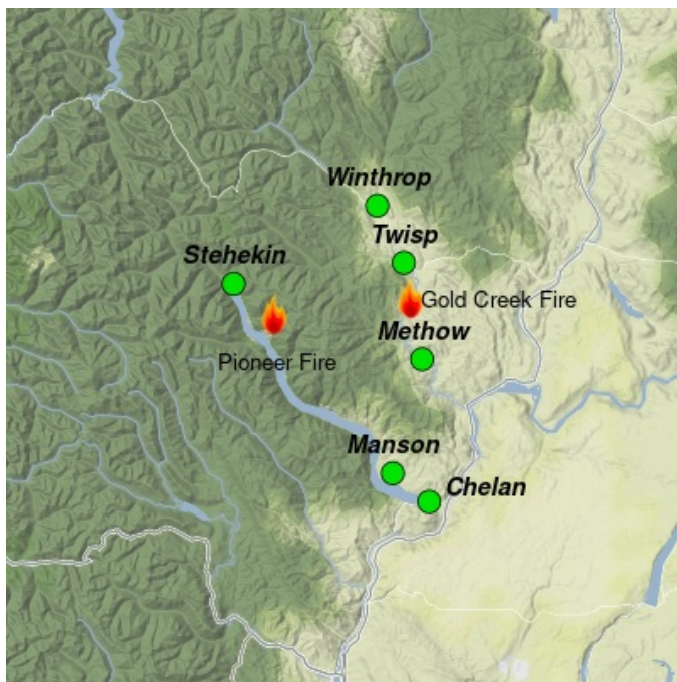 Winthrop
Twisp
Stehekin
Gold Creek Fire
Methow
Pioneer Fire
Manson
Chelan